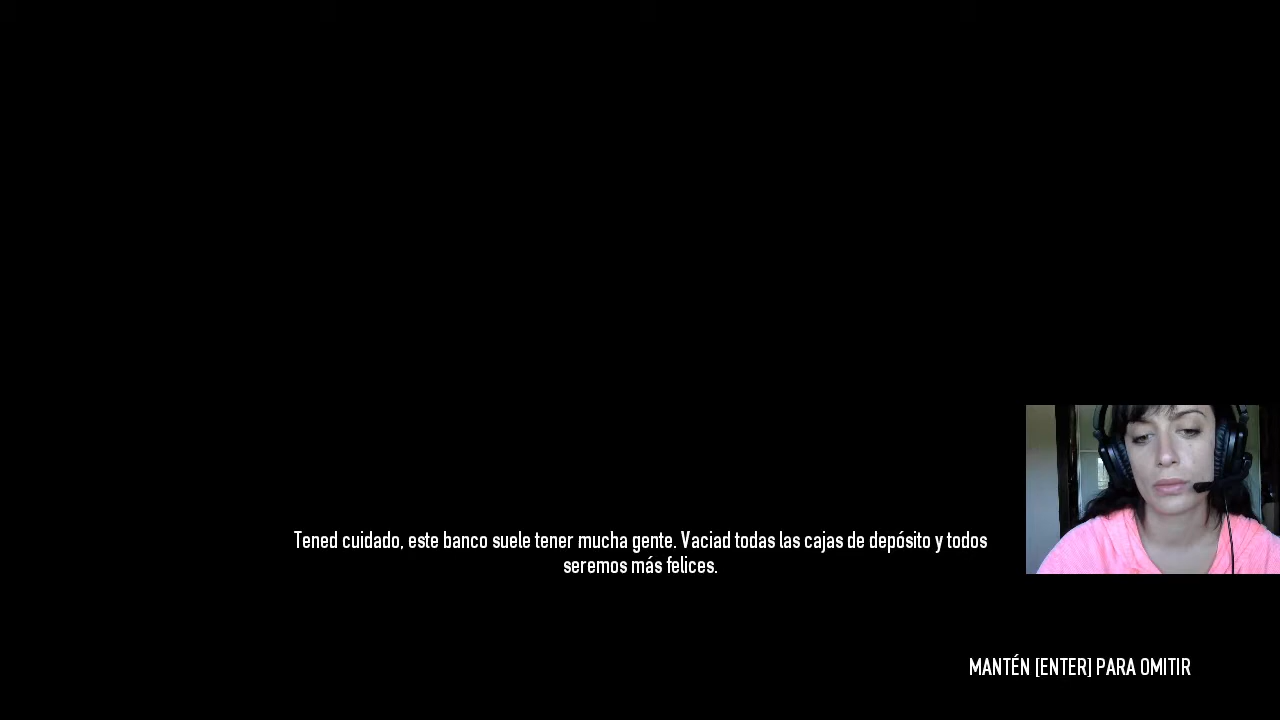 Tened cuidado, este banco suele tener mucha gente. Vaciad todas las cajas de depósito y todos
seremos más felices.
MANTÉN [ENTER] PARA OMITIR